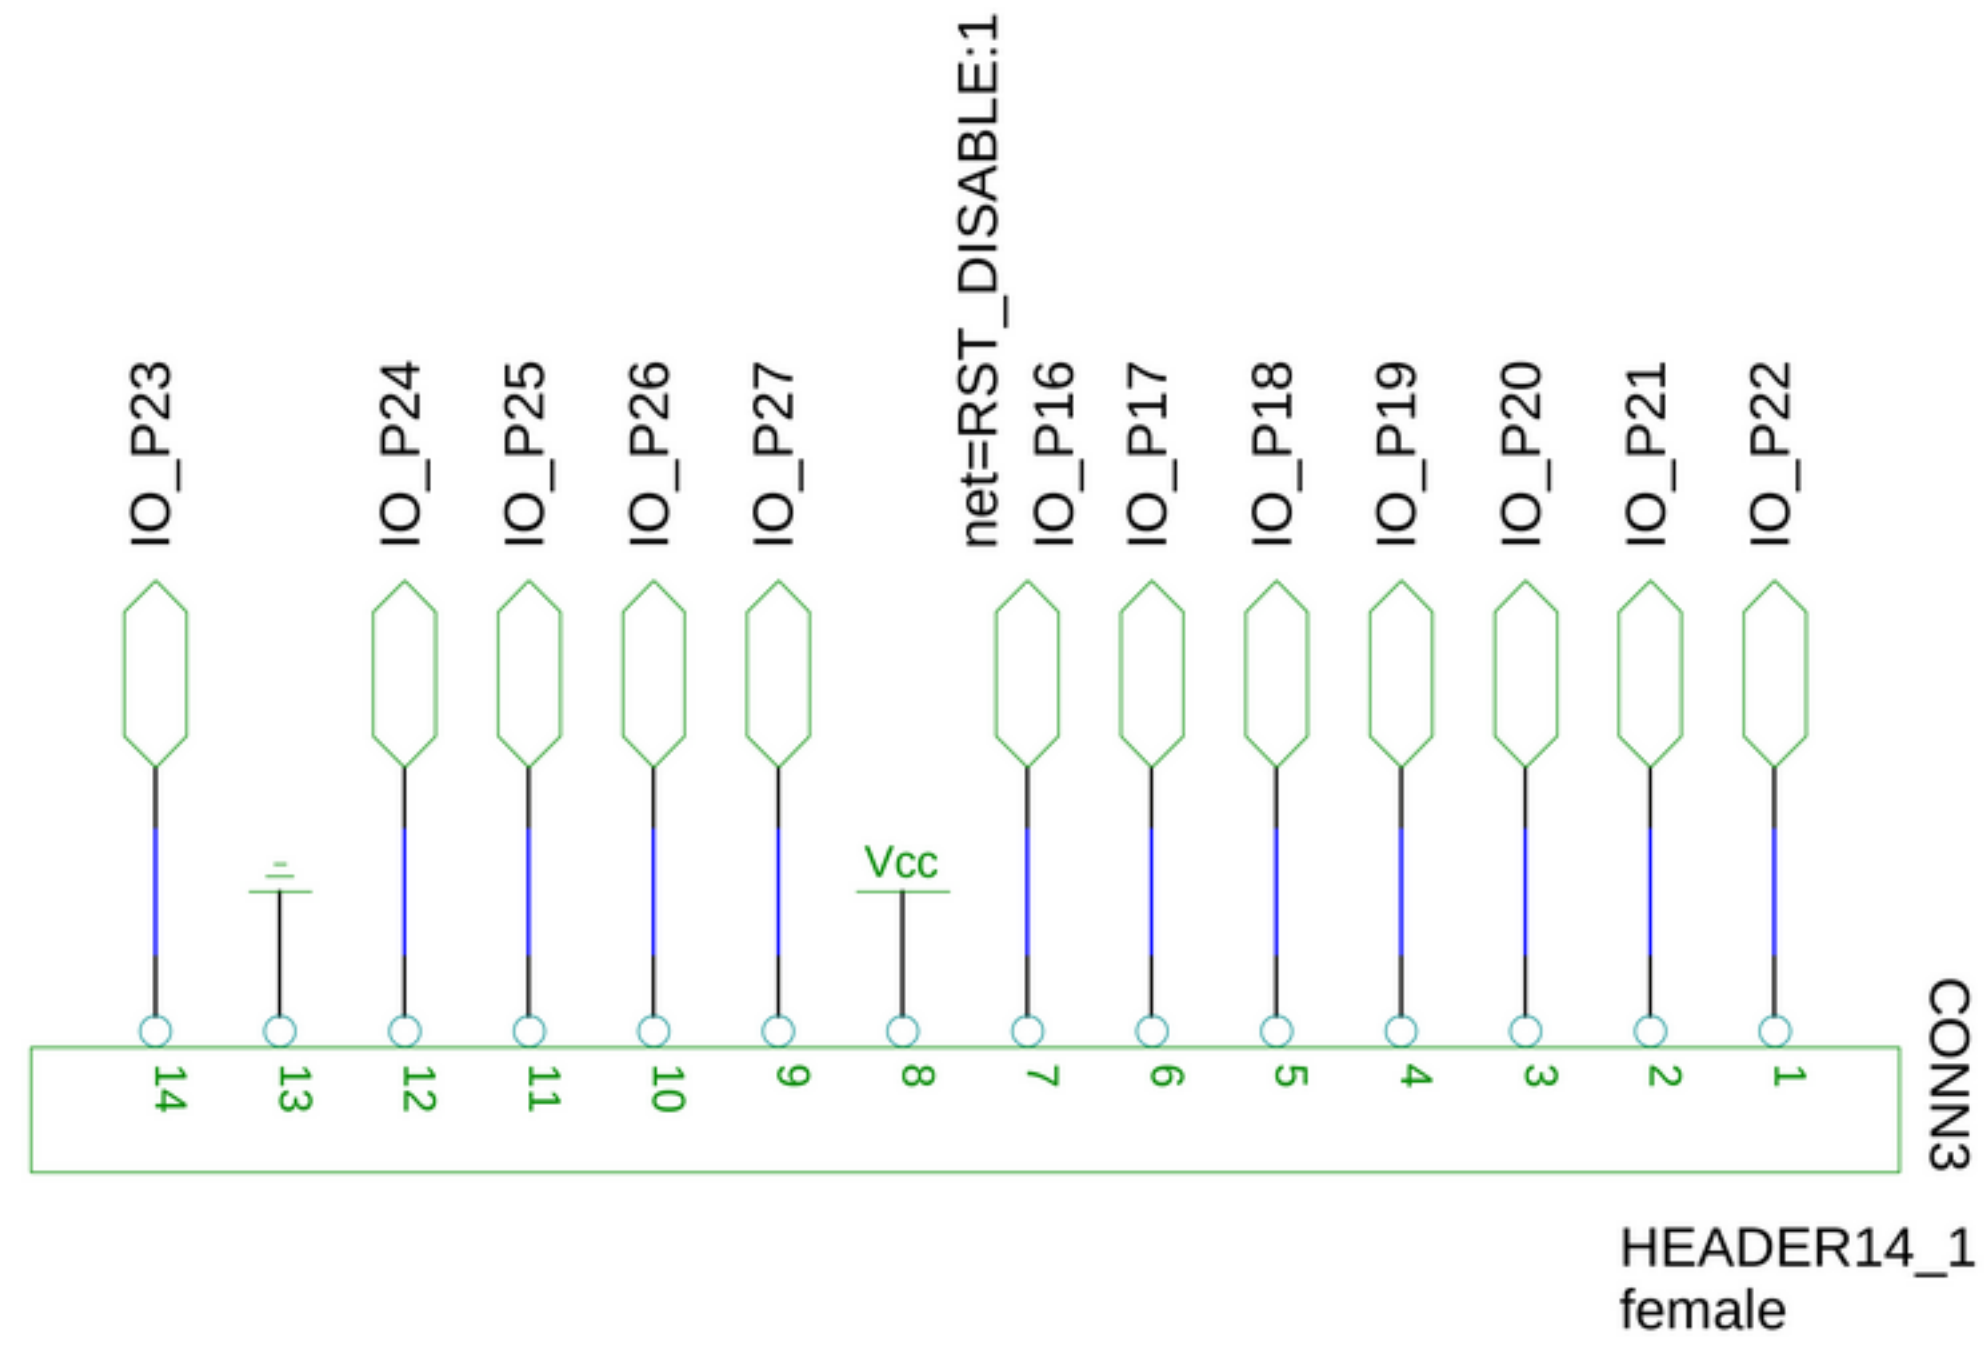 net=RST_DISABLE:1
IO_P23
IO_P24
IO_P25
IO_P26
IO_P27
IO_P16
IO_P17
IO_P18
IO_P19
IO_P20
IO_P21
IO_P22
Vcc
14
13
12
11
10
9
8
7
6
5
4
3
2
1
CONN3
HEADER14_1
female